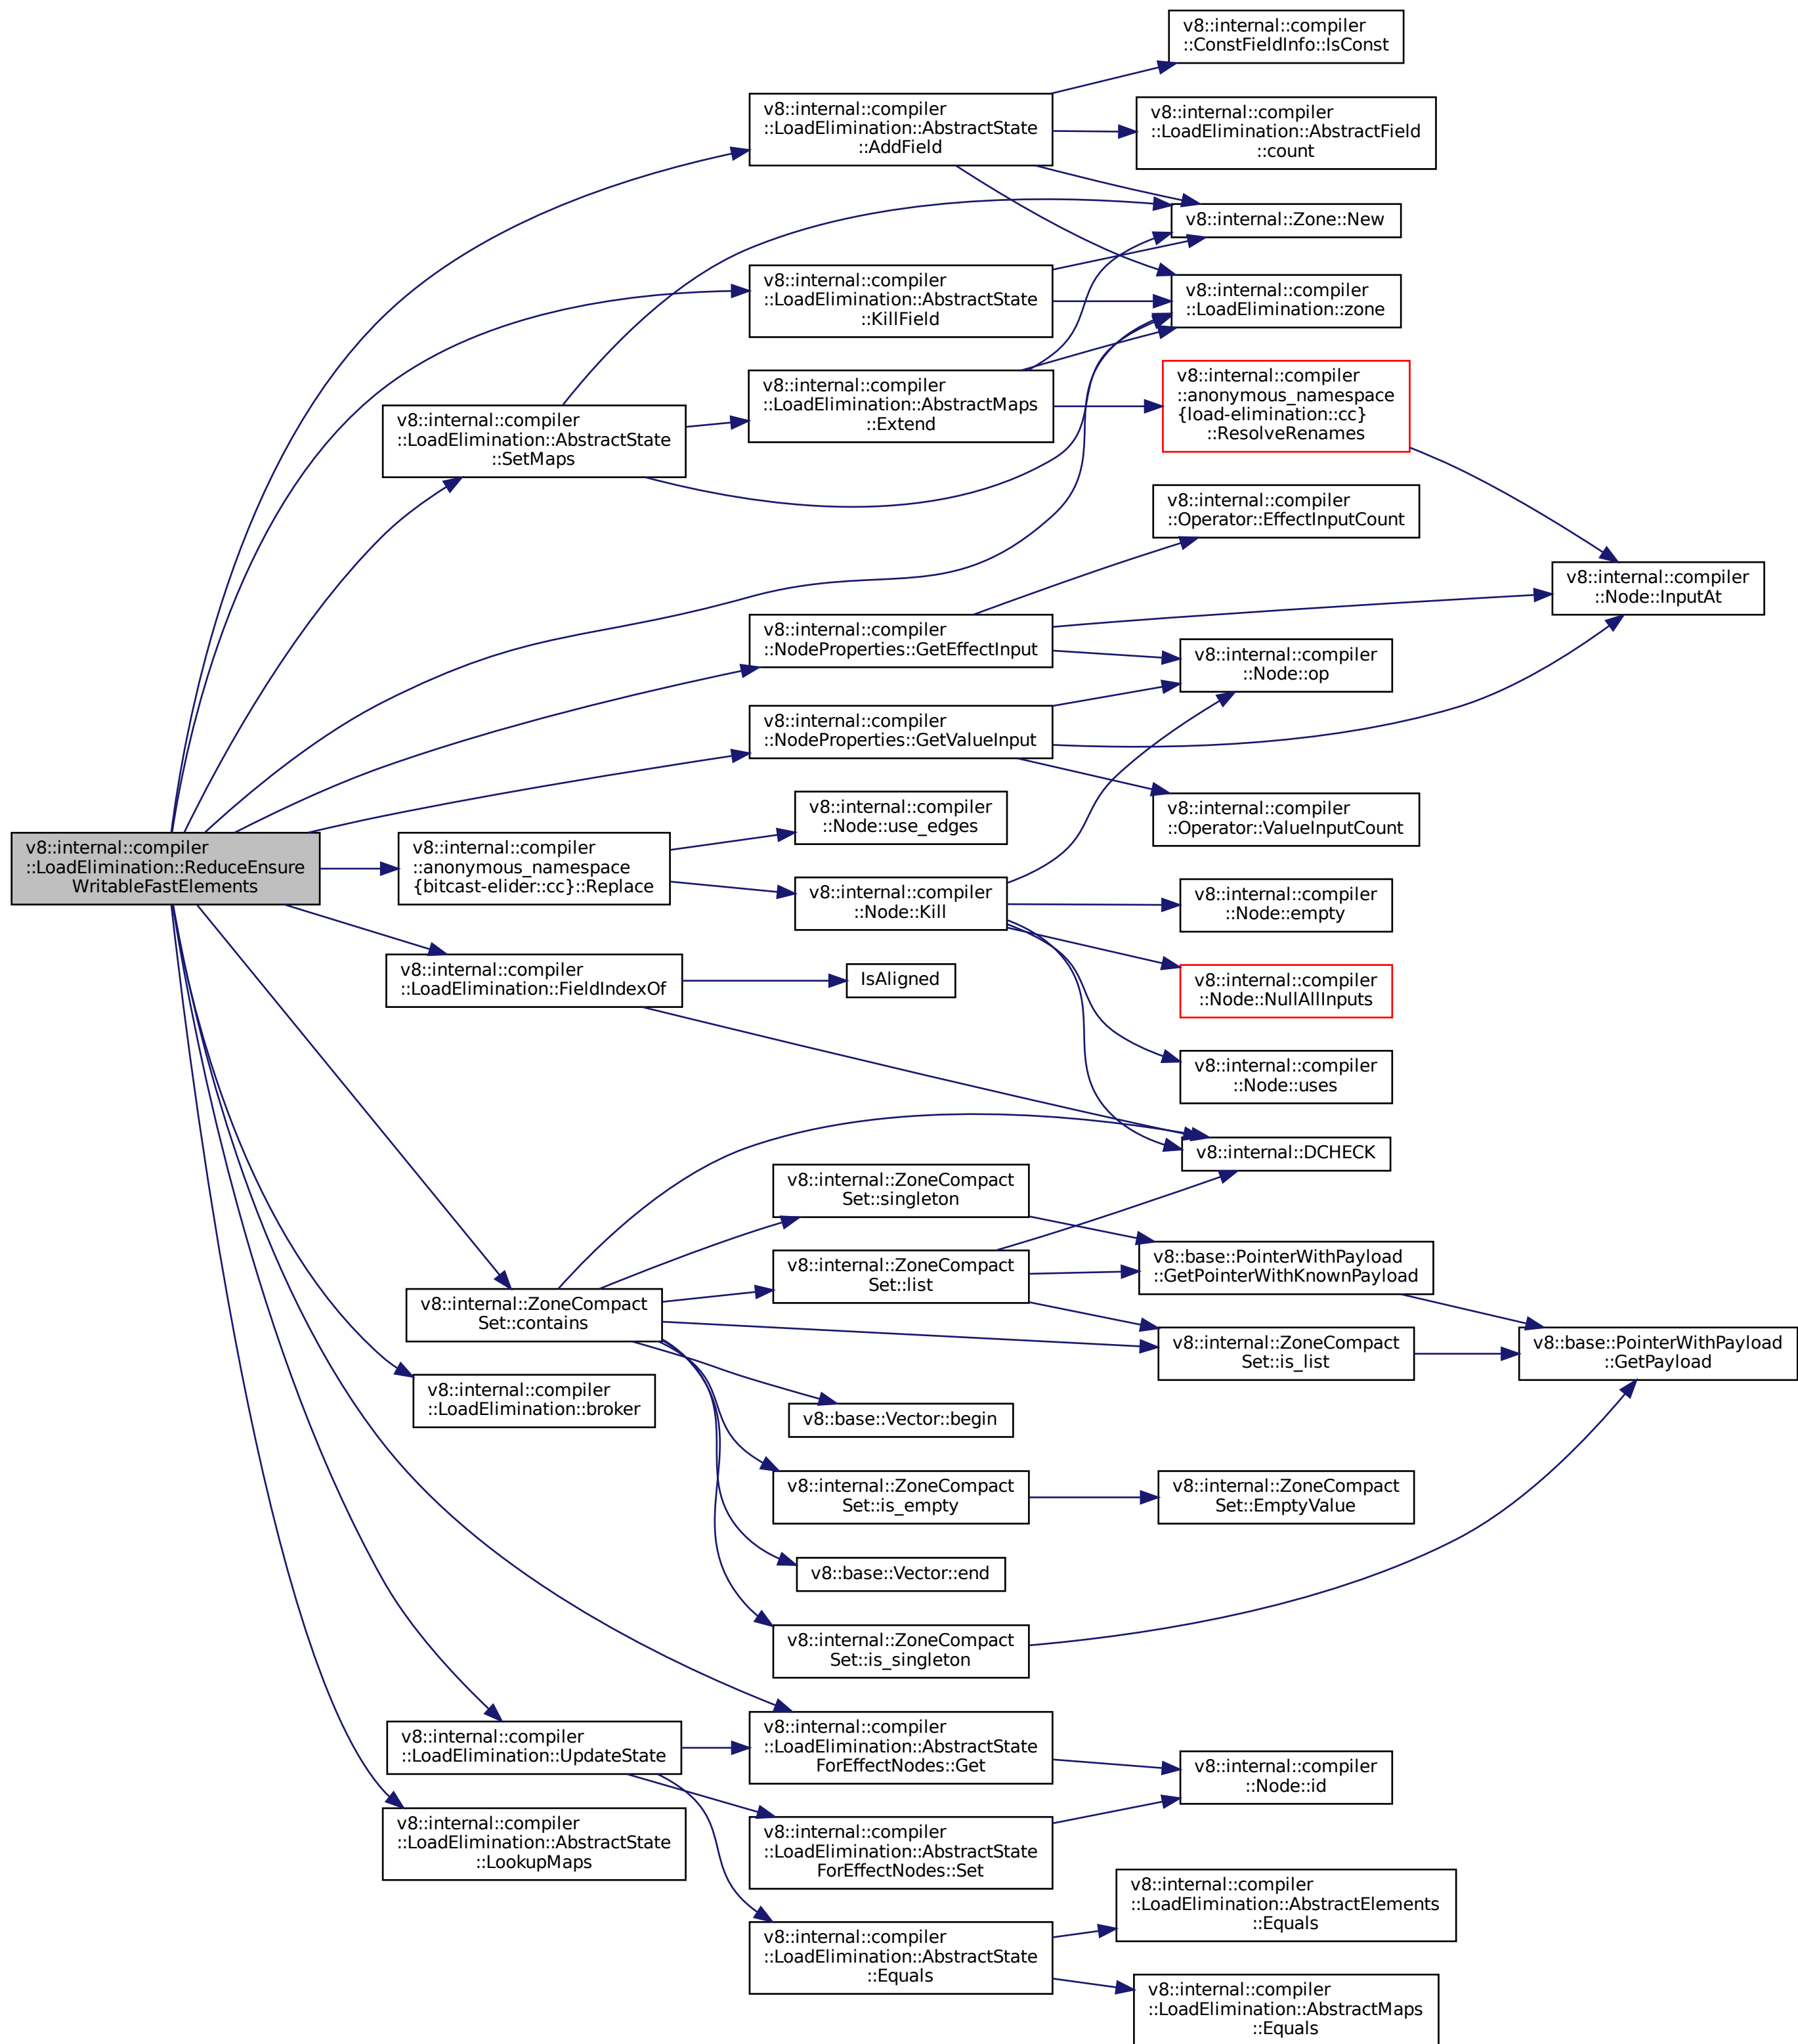 v8::internal::compiler
::ConstFieldInfo::IsConst
v8::internal::compiler
::LoadElimination::AbstractState
::AddField
v8::internal::compiler
::LoadElimination::AbstractField
::count
v8::internal::Zone::New
v8::internal::compiler
::LoadElimination::AbstractState
::KillField
v8::internal::compiler
::LoadElimination::zone
v8::internal::compiler
::anonymous_namespace
{load-elimination::cc}
::ResolveRenames
v8::internal::compiler
::LoadElimination::AbstractMaps
::Extend
v8::internal::compiler
::LoadElimination::AbstractState
::SetMaps
v8::internal::compiler
::Operator::EffectInputCount
v8::internal::compiler
::Node::InputAt
v8::internal::compiler
::NodeProperties::GetEffectInput
v8::internal::compiler
::Node::op
v8::internal::compiler
::NodeProperties::GetValueInput
v8::internal::compiler
::Operator::ValueInputCount
v8::internal::compiler
::Node::use_edges
v8::internal::compiler
::LoadElimination::ReduceEnsure
WritableFastElements
v8::internal::compiler
::anonymous_namespace
{bitcast-elider::cc}::Replace
v8::internal::compiler
::Node::Kill
v8::internal::compiler
::Node::empty
v8::internal::compiler
::LoadElimination::FieldIndexOf
IsAligned
v8::internal::compiler
::Node::NullAllInputs
v8::internal::compiler
::Node::uses
v8::internal::DCHECK
v8::internal::ZoneCompact
Set::singleton
v8::internal::ZoneCompact
Set::list
v8::base::PointerWithPayload
::GetPointerWithKnownPayload
v8::internal::ZoneCompact
Set::contains
v8::internal::ZoneCompact
Set::is_list
v8::base::PointerWithPayload
::GetPayload
v8::internal::compiler
::LoadElimination::broker
v8::base::Vector::begin
v8::internal::ZoneCompact
Set::is_empty
v8::internal::ZoneCompact
Set::EmptyValue
v8::base::Vector::end
v8::internal::ZoneCompact
Set::is_singleton
v8::internal::compiler
::LoadElimination::UpdateState
v8::internal::compiler
::LoadElimination::AbstractState
ForEffectNodes::Get
v8::internal::compiler
::Node::id
v8::internal::compiler
::LoadElimination::AbstractState
::LookupMaps
v8::internal::compiler
::LoadElimination::AbstractState
ForEffectNodes::Set
v8::internal::compiler
::LoadElimination::AbstractElements
::Equals
v8::internal::compiler
::LoadElimination::AbstractState
::Equals
v8::internal::compiler
::LoadElimination::AbstractMaps
::Equals